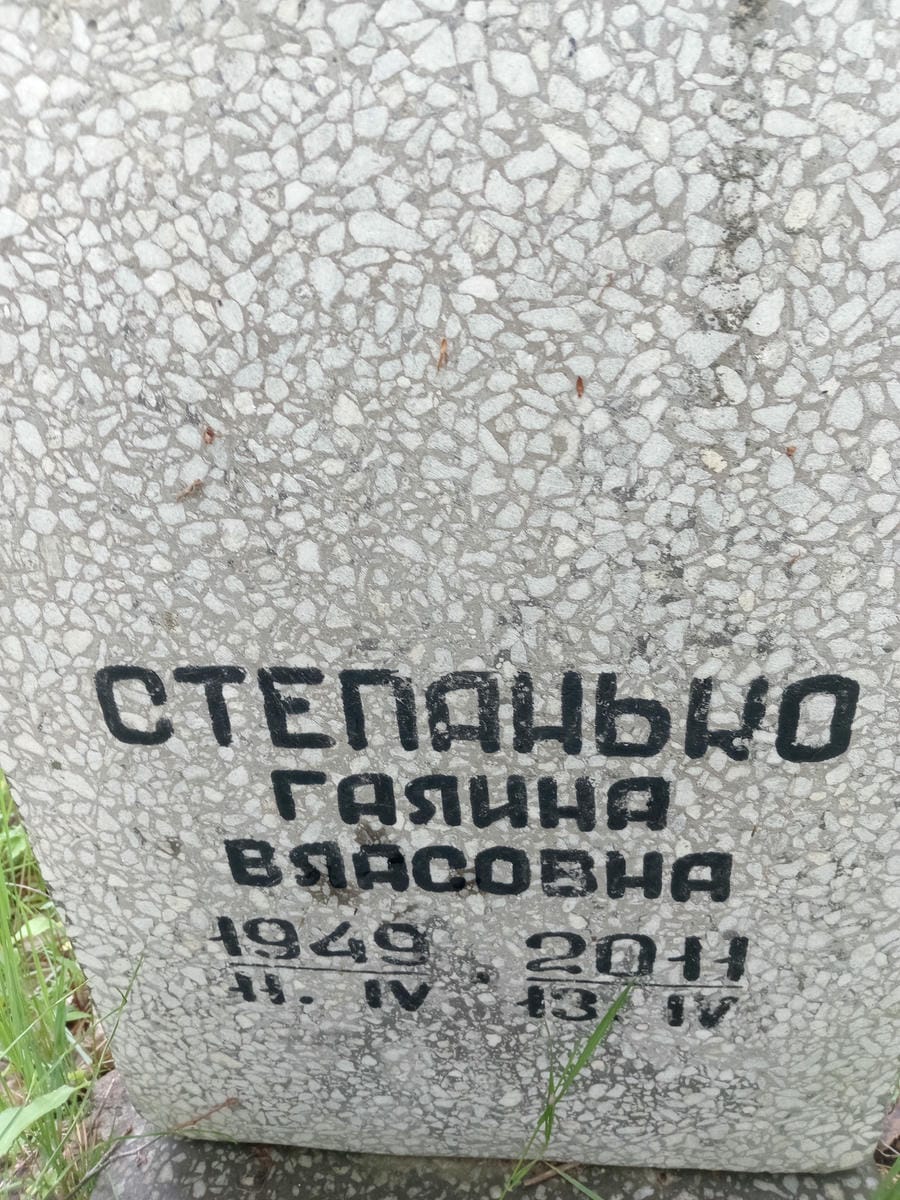 СТЕПАНЬКО
ГАЛИНА
ВЛАСОВНА
1949 · 2011
11. IV 13 IV